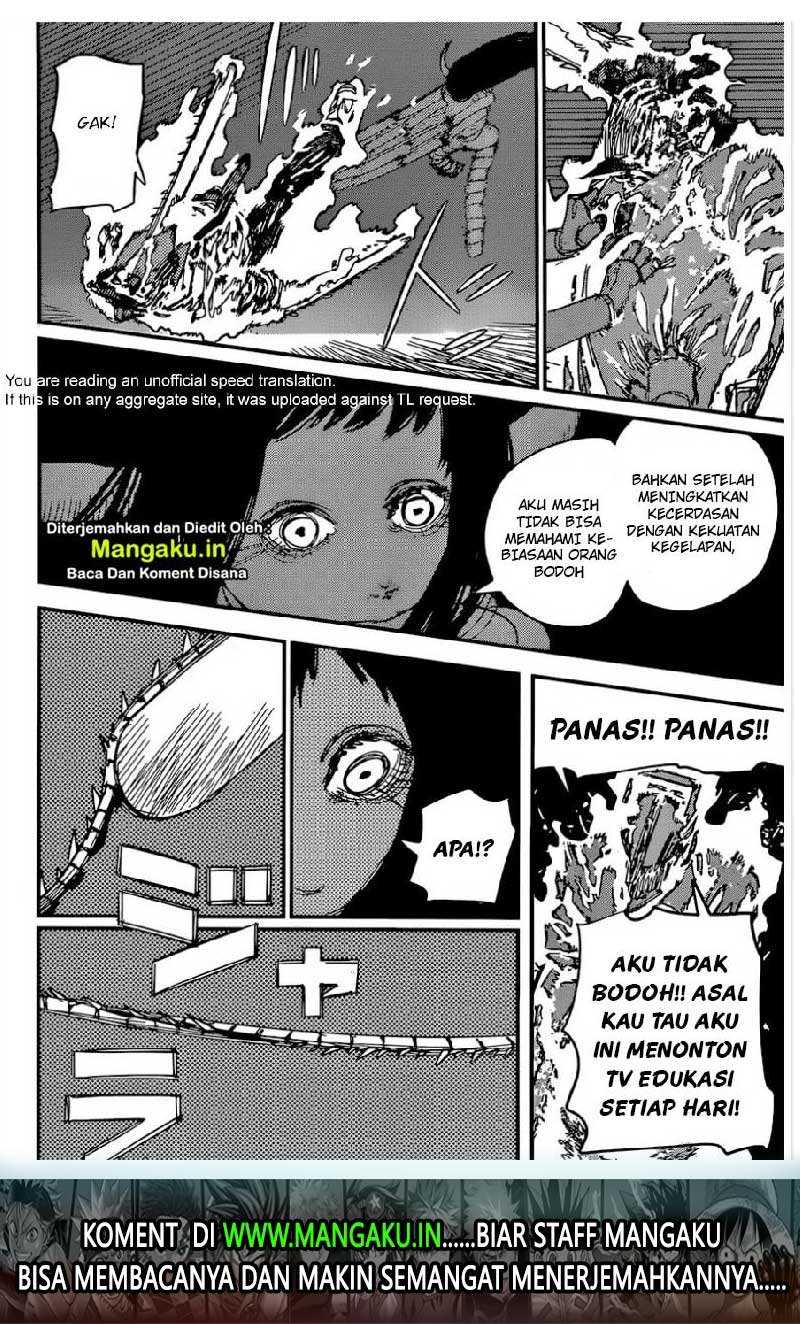 GAK!
You are reading an unofficial speed translation.
If this is on any aggregate site, it was uploaded against TL request.
BAHKAN SETELAH
MENINGKATKAN
KECERDASAN
DENGAN KEKUATAN
KEGELAPAN,
AKU MASIH
TIDAK BISA
MEMAHAMI KE-
BIASAAN ORANG
BODOH
Diterjemahkan dan Diedit Oleh :
Mangaku.in
Baca Dan Koment Disana
PANAS!! PANAS!!
AKU TIDAK
BODOH!! ASAL
KAU TAU AKU
INI MENONTON
TV EDUKASI
SETIAP HARI!
APA!?
ジャラ
KOMENT DI WWW.MANGAKU.IN......BIAR STAFF MANGAKU
BISA MEMBACANYA DAN MAKIN SEMANGAT MENERJEMAHKANNYA.....